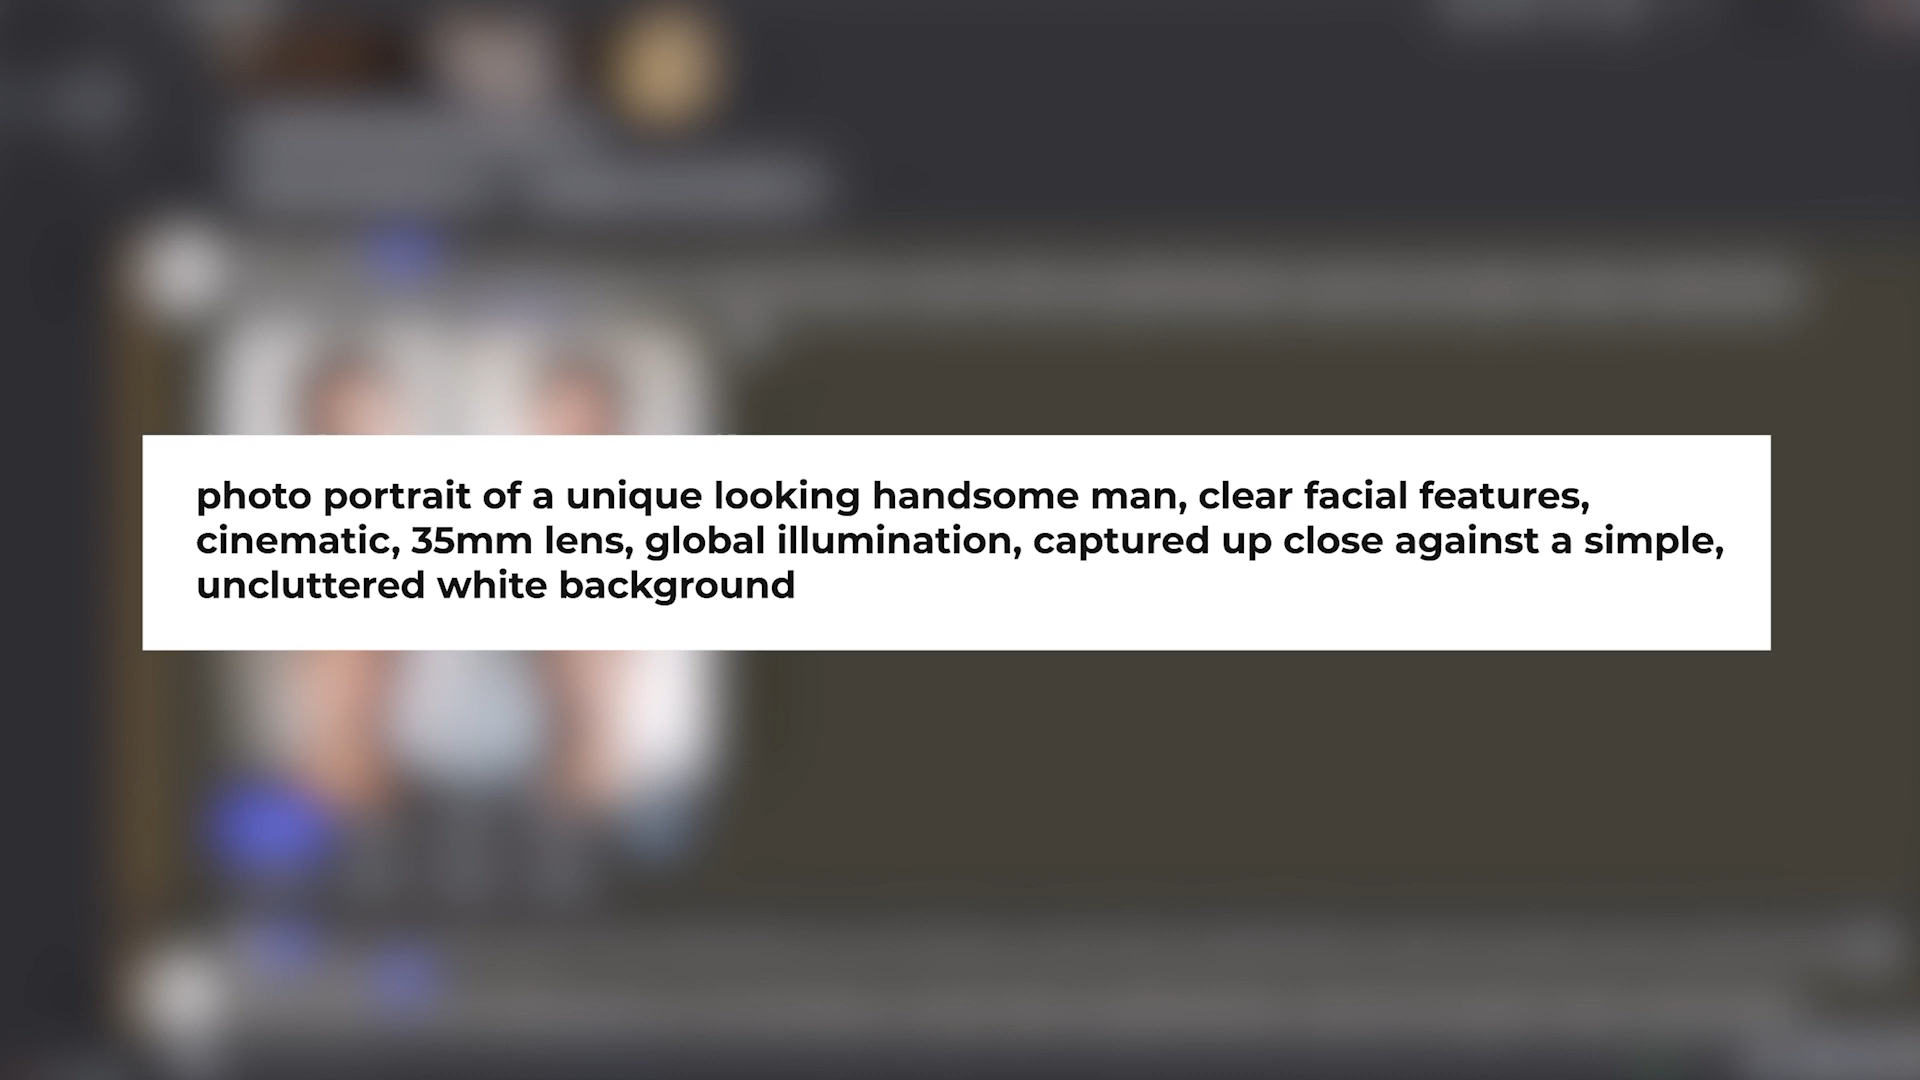 photo portrait of a unique looking handsome man, clear facial features,
cinematic, 35mm lens, global illumination, captured up close against a simple,
uncluttered white background